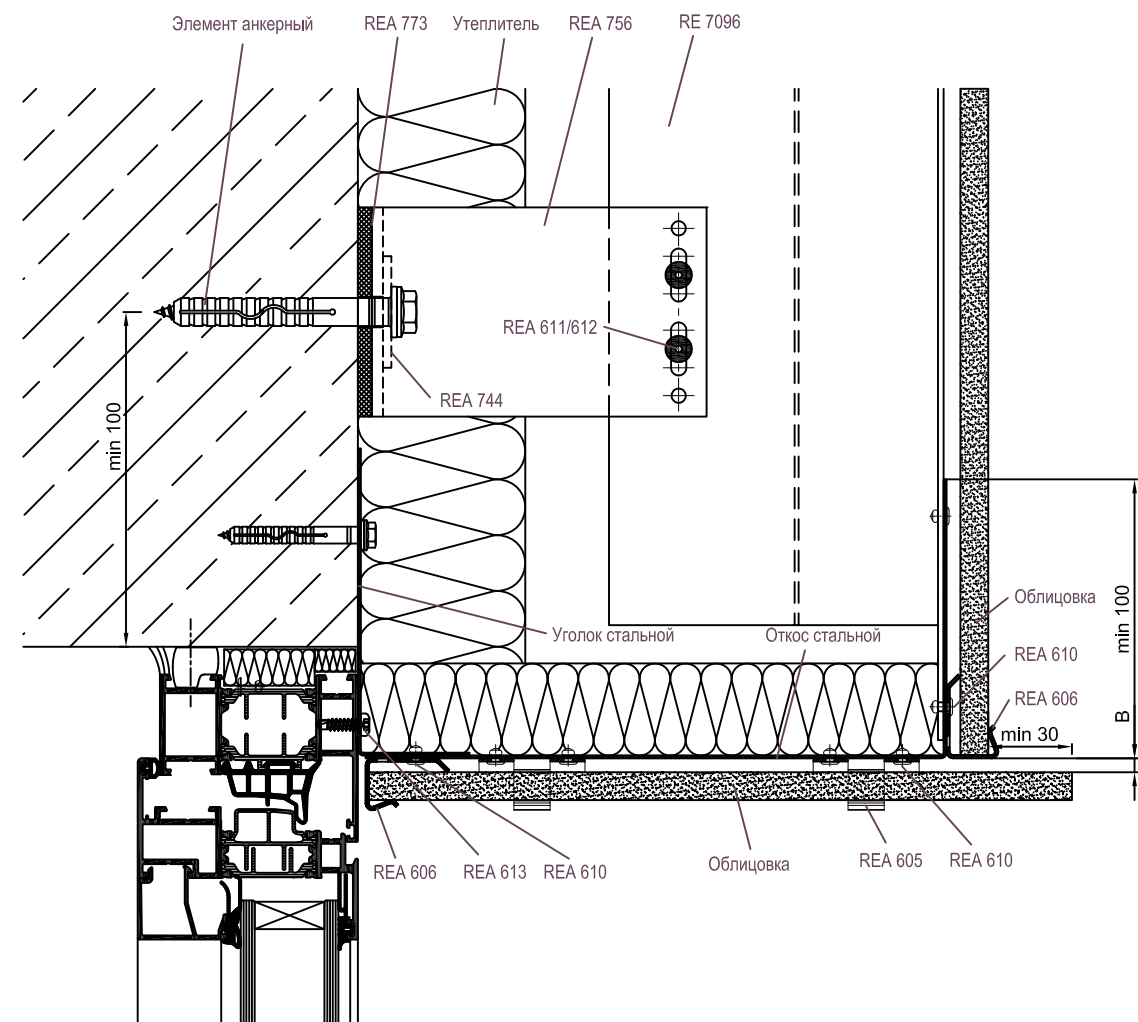 Элемент анкерный
REA 773
Утеплитель
REA 756
RE 7096
REA 611/612
REA 744
min 100
Облицовка
min 100
Уголок стальной
Откос стальной
REA 610
REA 606
B
min 30
REA 606
REA 613
REA 610
Облицовка
REA 605
REA 610